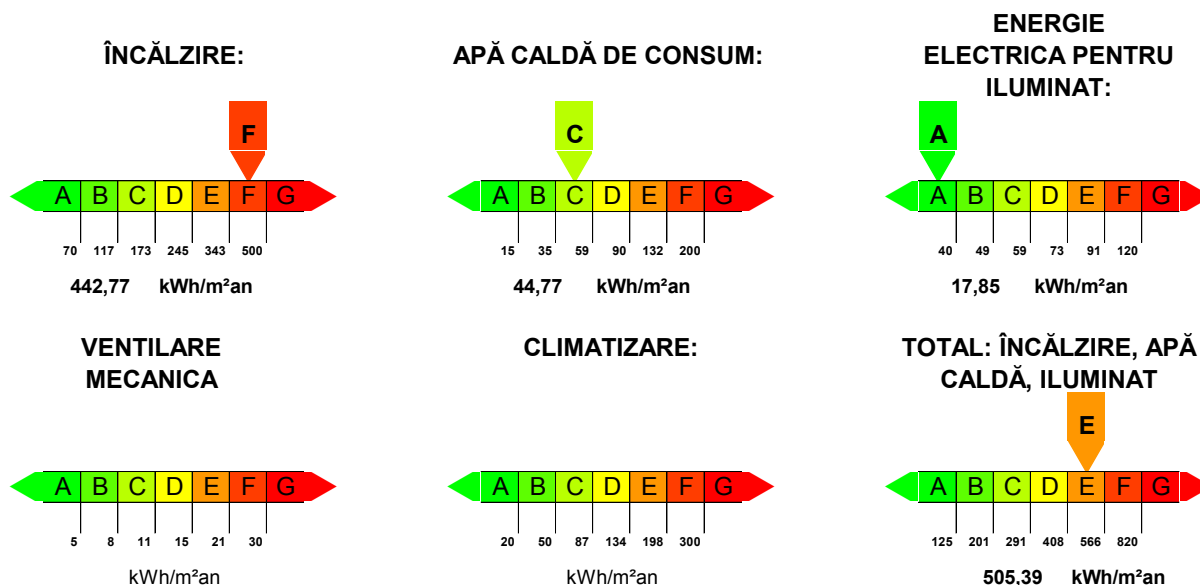 ÎNCĂLZIRE:
F
A B C D E F G
70 117 173 245 343 500
442,77 kWh/m²an
APĂ CALDĂ DE CONSUM:
C
A B C D E F G
15 35 59 90 132 200
44,77 kWh/m²an
ENERGIE
ELECTRICA PENTRU
ILUMINAT:
A
A B C D E F G
40 49 59 73 91 120
17,85 kWh/m²an
VENTILARE
MECANICA
A B C D E F G
5 8 11 15 21 30
kWh/m²an
CLIMATIZARE:
A B C D E F G
20 50 87 134 198 300
kWh/m²an
TOTAL: ÎNCĂLZIRE, APĂ
CALDĂ, ILUMINAT
E
A B C D E F G
125 201 291 408 566 820
505,39 kWh/m²an